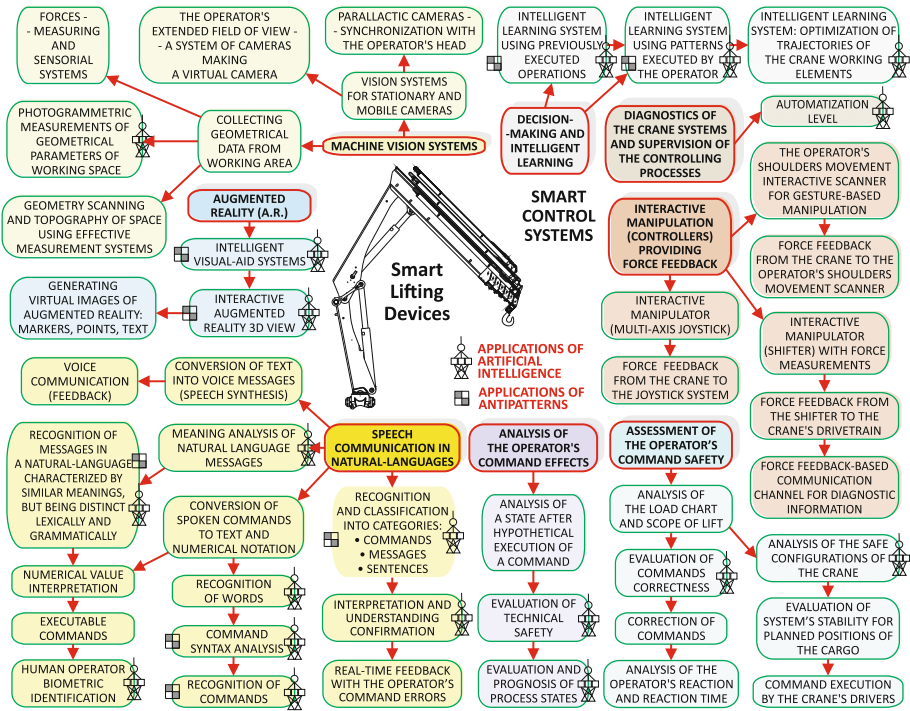 FORCES -
- MEASURING
AND
SENSORIAL
SYSTEMS
THE OPERATOR'S
EXTENDED FIELD OF VIEW -
- A SYSTEM OF CAMERAS
MAKING
A VIRTUAL CAMERA
PARALLACTIC CAMERAS -
- SYNCHRONIZATION WITH
THE OPERATOR'S HEAD
VISION SYSTEMS
FOR STATIONARY AND
MOBILE CAMERAS
INTELLIGENT
LEARNING SYSTEM
USING PREVIOUSLY
EXECUTED
OPERATIONS
INTELLIGENT
LEARNING SYSTEM
USING PATTERNS
EXECUTED BY
THE OPERATOR
INTELLIGENT LEARNING
SYSTEM: OPTIMIZATION OF
TRAJECTORIES OF
THE CRANE WORKING
ELEMENTS
PHOTOGRAMMETRIC
MEASUREMENTS OF
GEOMETRICAL
PARAMETERS OF
WORKING SPACE
COLLECTING
GEOMETRICAL
DATA FROM
WORKING AREA
MACHINE VISION SYSTEMS
DECISION-
-MAKING AND
INTELLIGENT
LEARNING
DIAGNOSTICS OF
THE CRANE SYSTEMS
AND SUPERVISION OF
THE CONTROLLING
PROCESSES
AUTOMATIZATION
LEVEL
GEOMETRY SCANNING
AND TOPOGRAPHY OF SPACE
USING EFFECTIVE
MEASUREMENT SYSTEMS
AUGMENTED
REALITY (A.R.)
INTELLIGENT
VISUAL-AID SYSTEMS
GENERATING
VIRTUAL IMAGES OF
AUGMENTED REALITY:
MARKERS, POINTS, TEXT
INTERACTIVE
AUGMENTED
REALITY 3D VIEW
Smart
Lifting
Devices
SMART
CONTROL
SYSTEMS
INTERACTIVE
MANIPULATION
(CONTROLLERS)
PROVIDING
FORCE FEEDBACK
THE OPERATOR'S
SHOULDERS MOVEMENT
INTERACTIVE SCANNER
FOR GESTURE-BASED
MANIPULATION
FORCE FEEDBACK
FROM THE CRANE TO THE
OPERATOR'S SHOULDERS
MOVEMENT SCANNER
INTERACTIVE
MANIPULATOR
(MULTI-AXIS JOYSTICK)
FORCE FEEDBACK
FROM THE CRANE TO
THE JOYSTICK SYSTEM
INTERACTIVE
MANIPULATOR
(SHIFTER) WITH FORCE
MEASUREMENTS
FORCE FEEDBACK FROM
THE SHIFTER TO THE
CRANE'S DRIVETRAIN
FORCE FEEDBACK-BASED
COMMUNICATION
CHANNEL FOR DIAGNOSTIC
INFORMATION
APPLICATIONS OF
ARTIFICIAL
INTELLIGENCE
APPLICATIONS OF
ANTIPATTERNS
VOICE
COMMUNICATION
(FEEDBACK)
CONVERSION OF TEXT
INTO VOICE MESSAGES
(SPEECH SYNTHESIS)
RECOGNITION OF
MESSAGES IN
A NATURAL-LANGUAGE
CHARACTERIZED BY
SIMILAR MEANINGS,
BUT BEING DISTINCT
LEXICALLY AND
GRAMMATICALLY
MEANING ANALYSIS OF
NATURAL LANGUAGE
MESSAGES
SPEECH
COMMUNICATION IN
NATURAL-LANGUAGES
ANALYSIS OF
THE OPERATOR'S
COMMAND EFFECTS
ASSESSMENT OF
THE OPERATOR'S
COMMAND SAFETY
CONVERSION OF
SPOKEN COMMANDS
TO TEXT AND
NUMERICAL NOTATION
RECOGNITION
AND CLASSIFICATION
INTO CATEGORIES:
• COMMANDS
• MESSAGES
• SENTENCES
ANALYSIS OF
A STATE AFTER
HYPOTHETICAL
EXECUTION OF
A COMMAND
ANALYSIS OF
THE LOAD CHART
AND SCOPE OF LIFT
NUMERICAL VALUE
INTERPRETATION
EXECUTABLE
COMMANDS
HUMAN OPERATOR
BIOMETRIC
IDENTIFICATION
RECOGNITION
OF WORDS
COMMAND
SYNTAX ANALYSIS
RECOGNITION OF
COMMANDS
INTERPRETATION AND
UNDERSTANDING
CONFIRMATION
REAL-TIME FEEDBACK
WITH THE OPERATOR'S
COMMAND ERRORS
EVALUATION OF
TECHNICAL
SAFETY
EVALUATION AND
PROGNOSIS OF
PROCESS STATES
EVALUATION OF
COMMANDS
CORRECTNESS
CORRECTION OF
COMMANDS
ANALYSIS OF THE
OPERATOR'S REACTION
AND REACTION TIME
ANALYSIS OF THE SAFE
CONFIGURATIONS OF
THE CRANE
EVALUATION OF
SYSTEM'S STABILITY FOR
PLANNED POSITIONS OF
THE CARGO
COMMAND EXECUTION
BY THE CRANE'S DRIVERS